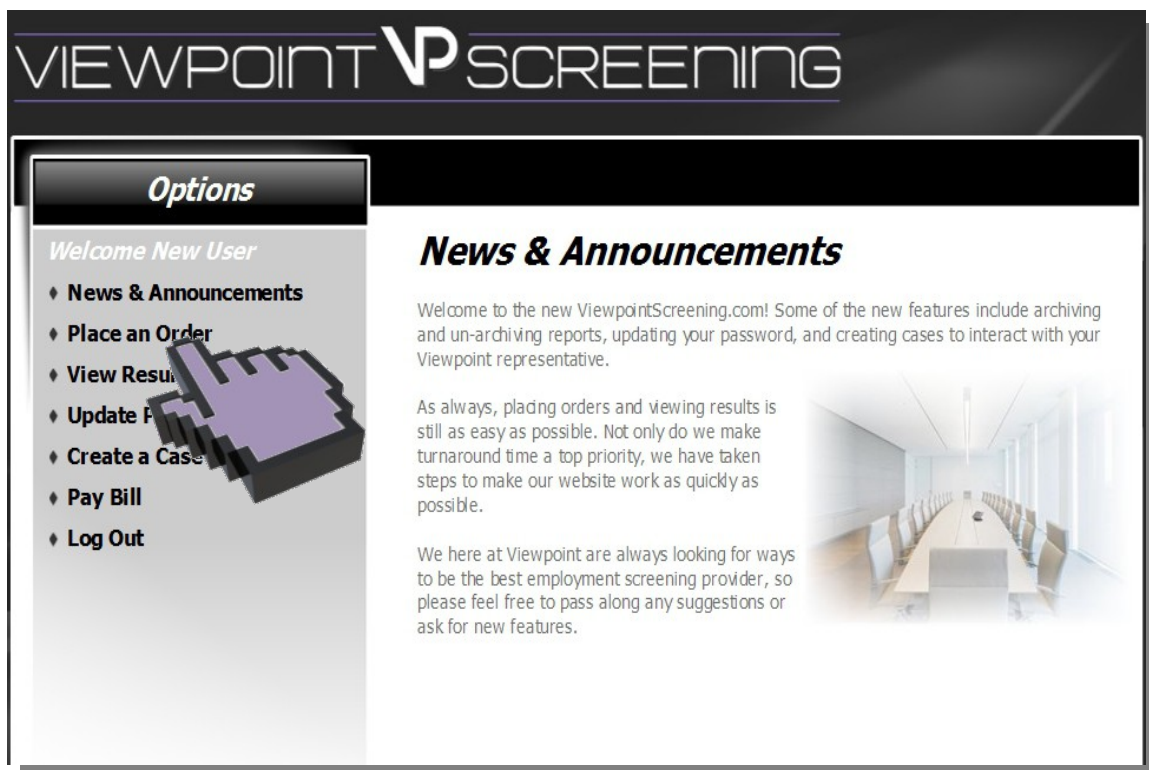 VIEWPOINT VP SCREENING
Options
Welcome New User
News & Announcements
Place an Order
View
Update
Create a Case
Pay Bill
Log Out
News & Announcements
Welcome to the new ViewpointScreening.com! Some of the new features include archiving
and un-archiving reports, updating your password, and creating cases to interact with your
Viewpoint representative.
As always, placing orders and viewing results is
still as easy as possible. Not only do we make
turnaround time a top priority, we have taken
steps to make our website work as quickly as
possible.
We here at Viewpoint are always looking for ways
to be the best employment screening provider, so
please feel free to pass along any suggestions or
ask for new features.